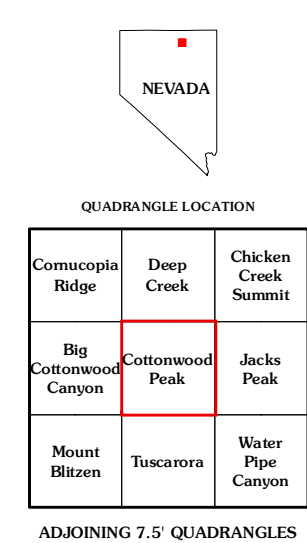 NEVADA
QUADRANGLE LOCATION
Cornucopia
Ridge
Deep
Creek
Chicken
Creek
Summit
Big
Cottonwood
Canyon
Cottonwood
Peak
Jacks
Peak
Mount
Blitzen
Tuscarora
Water
Pipe
Canyon
ADJOINING 7.5' QUADRANGLES